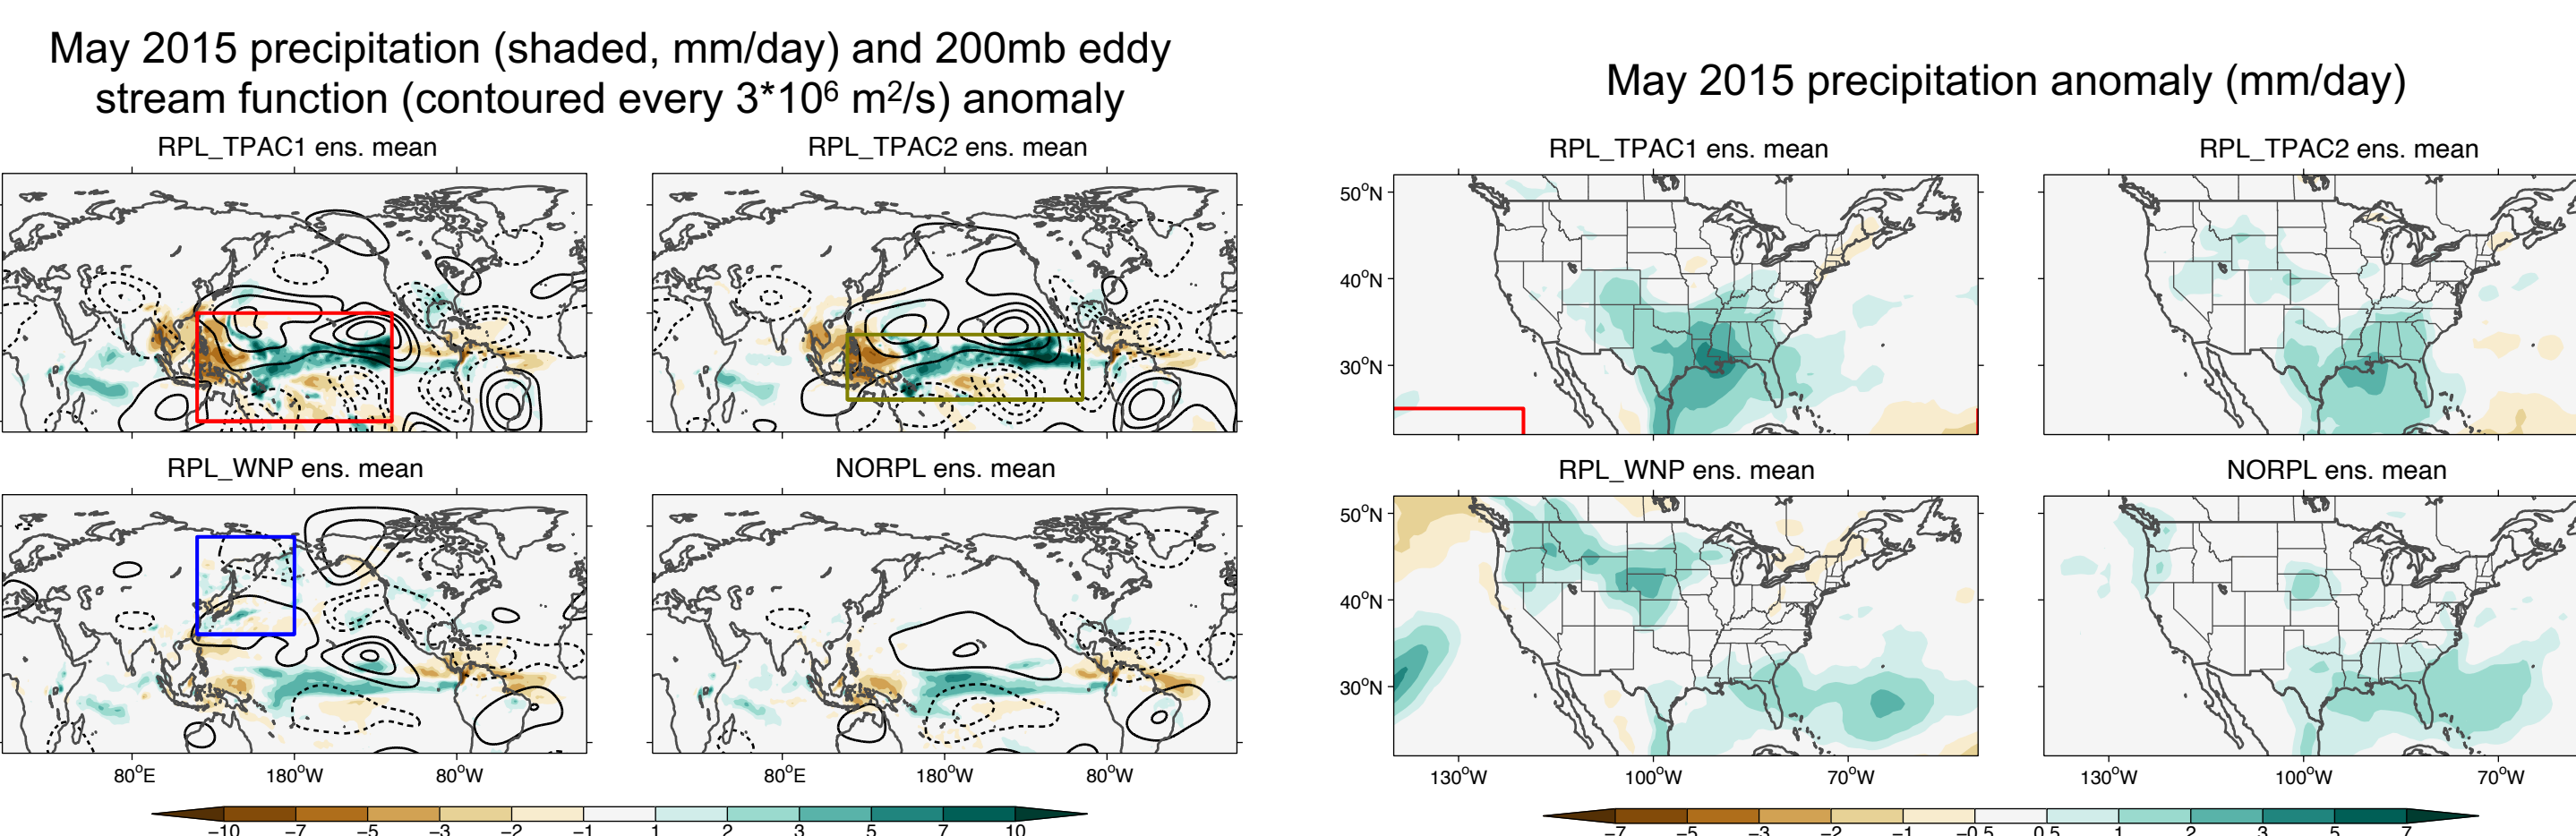 May 2015 precipitation (shaded, mm/day) and 200mb eddy
stream function (contoured every 3*10⁶ m²/s) anomaly
RPL_TPAC1 ens. mean
RPL_TPAC2 ens. mean
RPL_WNP ens. mean
NORPL ens. mean
80°E 180°W 80°W
80°E 180°W 80°W
−10 −7 −5 −3 −2 −1 1 2 3 5 7 10
May 2015 precipitation anomaly (mm/day)
RPL_TPAC1 ens. mean
RPL_TPAC2 ens. mean
50°N
40°N
30°N
RPL_WNP ens. mean
NORPL ens. mean
50°N
40°N
30°N
130°W 100°W 70°W
130°W 100°W 70°W
−7 −5 −3 −2 −1 −0.5 0.5 1 2 3 5 7